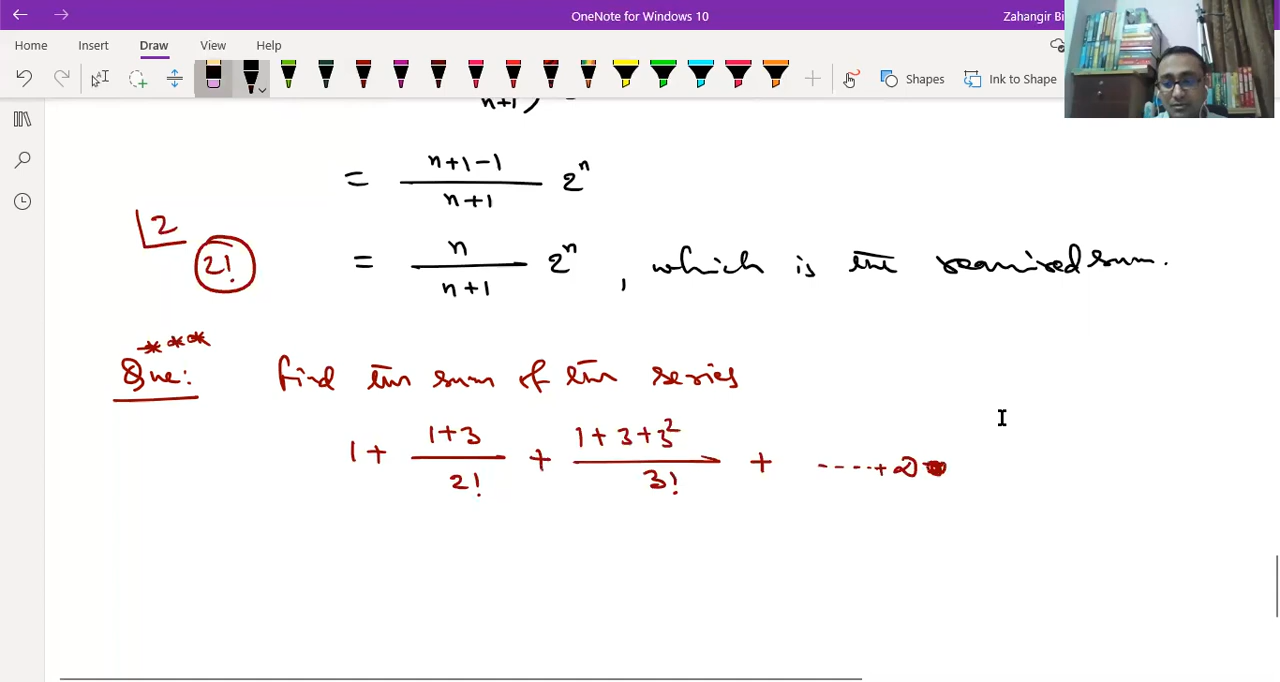 OneNote for Windows 10
Zahangir Bi
Home Insert Draw View Help
Shapes Ink to Shape
n+1)
= n+1-1 / n+1 2^n
2
2!
= n / n+1 2^n, which is the required sum.
***
Que: Find the sum of the series
1 + 1+3 / 2! + 1+3+3^2 / 3! + ----+∞